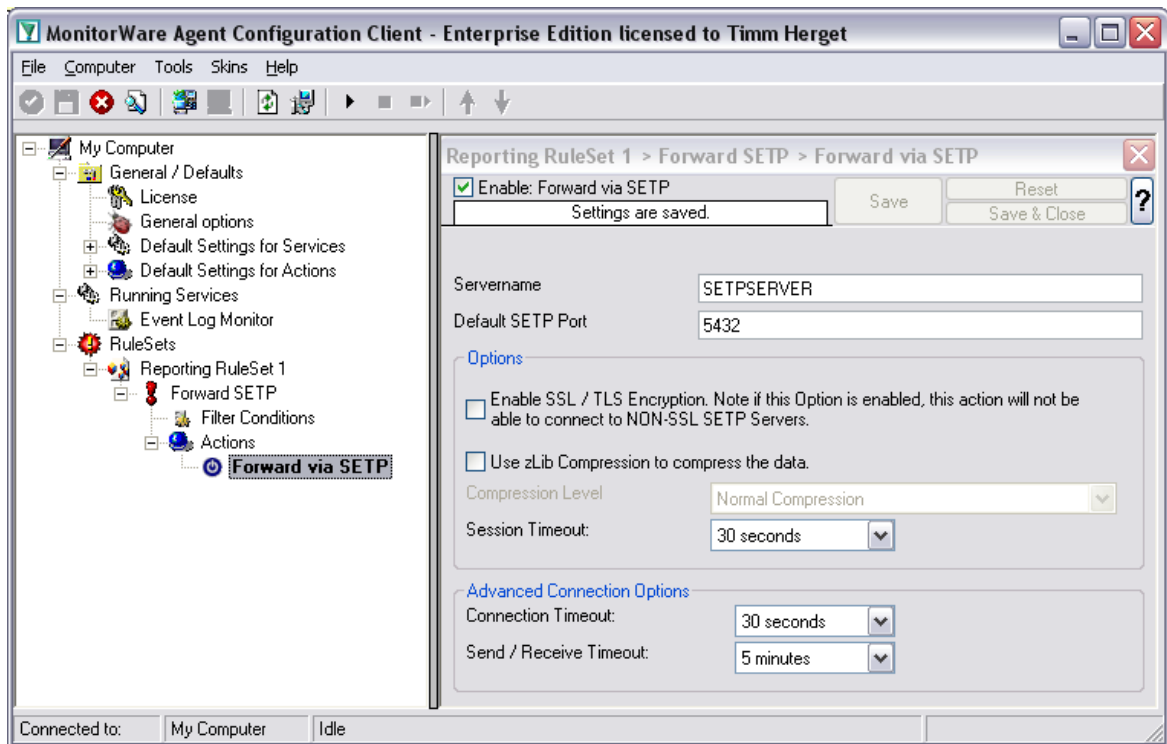 MonitorWare Agent Configuration Client - Enterprise Edition licensed to Timm Herget
File Computer Tools Skins Help
My Computer
General / Defaults
License
General options
Default Settings for Services
Default Settings for Actions
Running Services
Event Log Monitor
RuleSets
Reporting RuleSet 1
Forward SETP
Filter Conditions
Actions
Forward via SETP
Reporting RuleSet 1 > Forward SETP > Forward via SETP
Enable: Forward via SETP
Settings are saved.
Save
Reset
Save & Close
?
Servername
SETPSERVER
Default SETP Port
5432
Options
Enable SSL / TLS Encryption. Note if this Option is enabled, this action will not be
able to connect to NON-SSL SETP Servers.
Use zLib Compression to compress the data.
Compression Level
Normal Compression
Session Timeout:
30 seconds
Advanced Connection Options
Connection Timeout:
30 seconds
Send / Receive Timeout:
5 minutes
Connected to: My Computer Idle